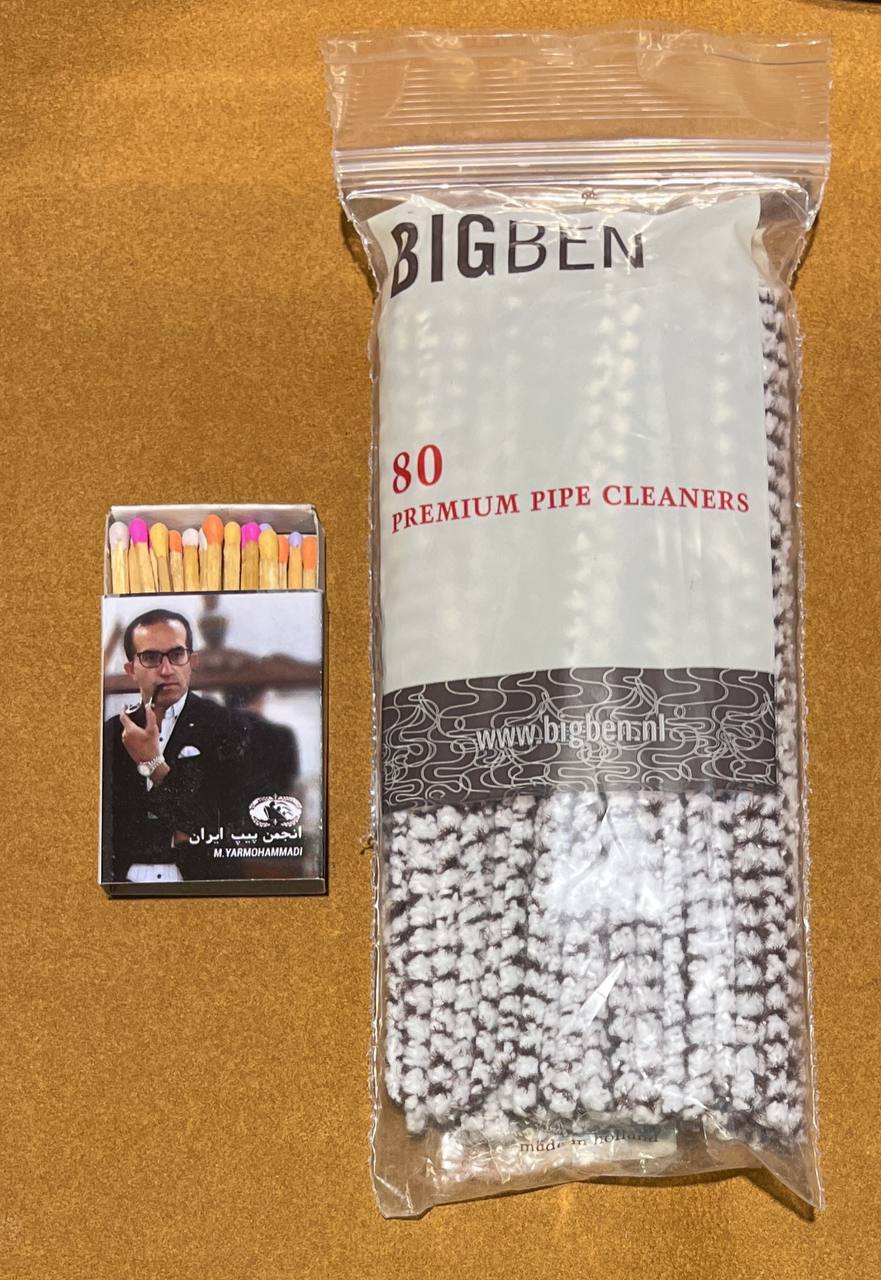 BIGBEN
80
PREMIUM PIPE CLEANERS
www.bigben.nl
made in holland
انجمن پیپ ایران
M.YARMOHAMMADI